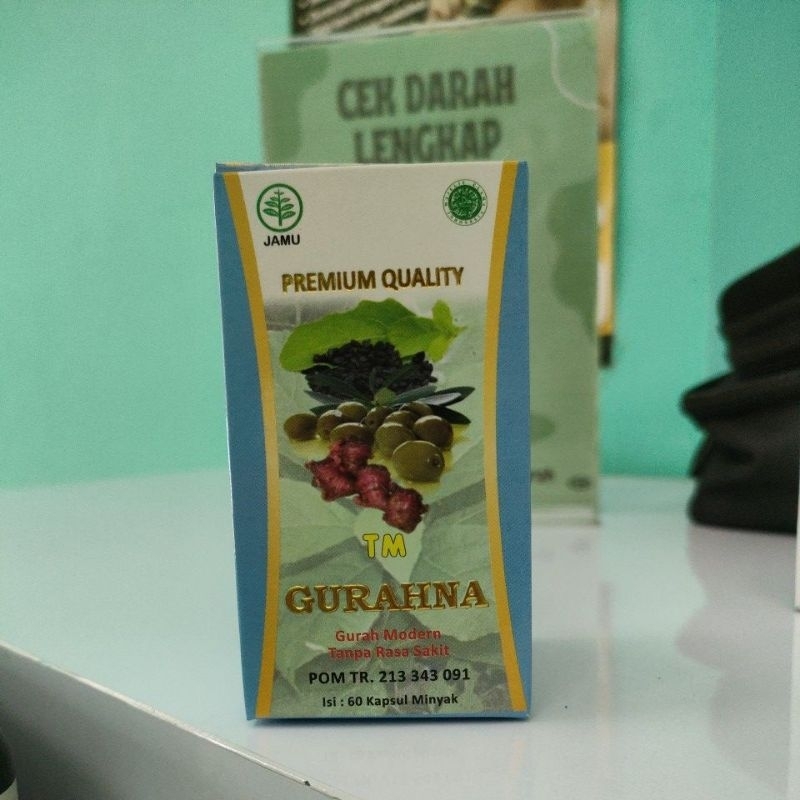 CEK DARAH
LENGKAP
JAMU
PREMIUM QUALITY
TM
GURAHNA
Gurah Modern
Tanpa Rasa Sakit
POM TR. 213 343 091
Isi : 60 Kapsul Minyak